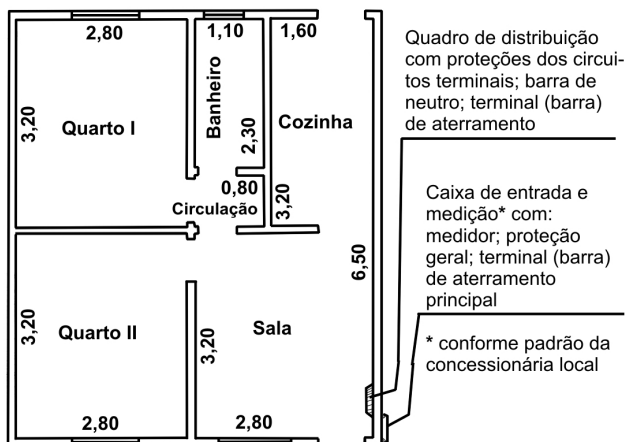 2,80
1,10
1,60
3,20
Quarto I
Banheiro
2,30
Cozinha
0,80
Circulação
3,20
6,50
3,20
Quarto II
3,20
Sala
2,80
2,80
Quadro de distribuição
com proteções dos circui-
tos terminais; barra de
neutro; terminal (barra)
de aterramento
Caixa de entrada e
medição* com:
medidor; proteção
geral; terminal (barra)
de aterramento
principal
* conforme padrão da
concessionária local